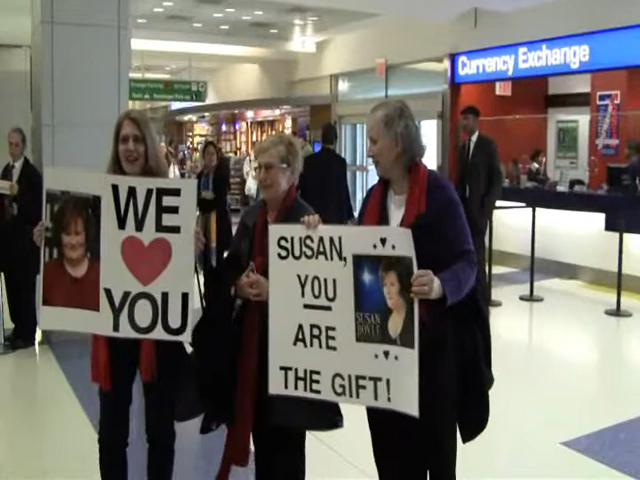 Currency Exchange
WE
YOU
SUSAN,
YOU
ARE
THE GIFT!
SUSAN
BOYLE